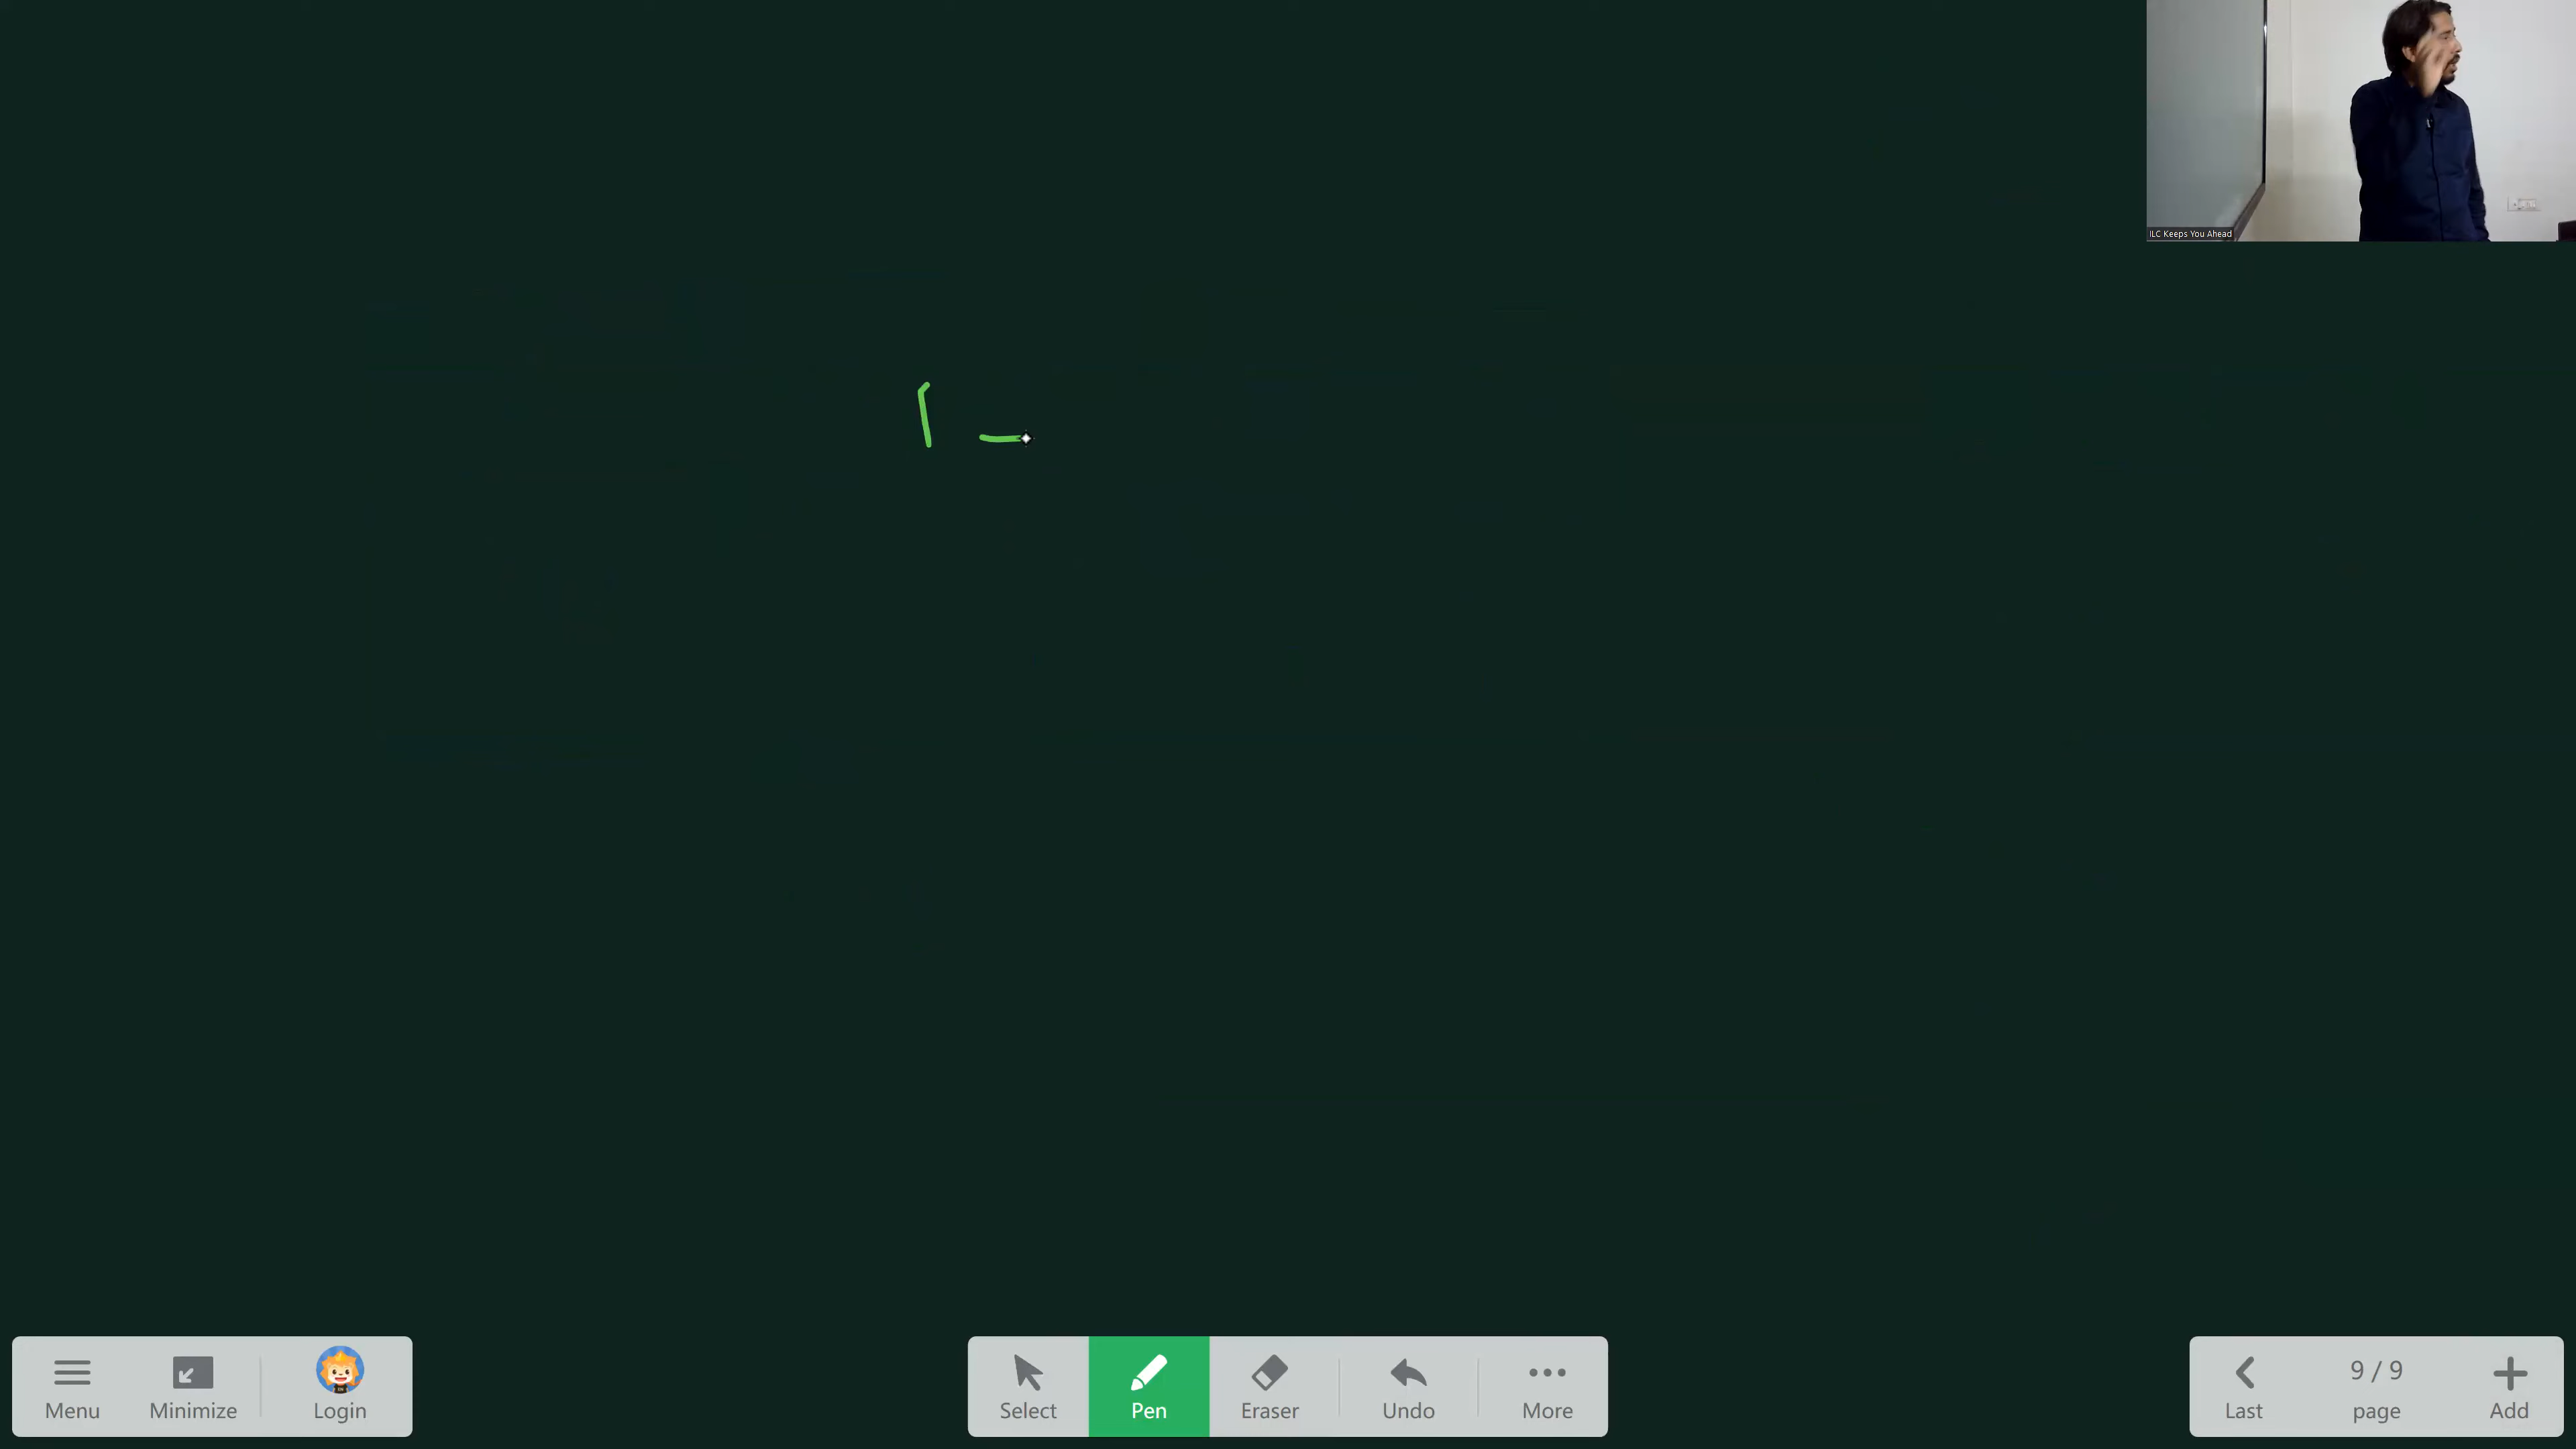 ILC Keeps You Ahead
Menu
Minimize
Login
Select
Pen
Eraser
Undo
More
Last
9 / 9
page
Add